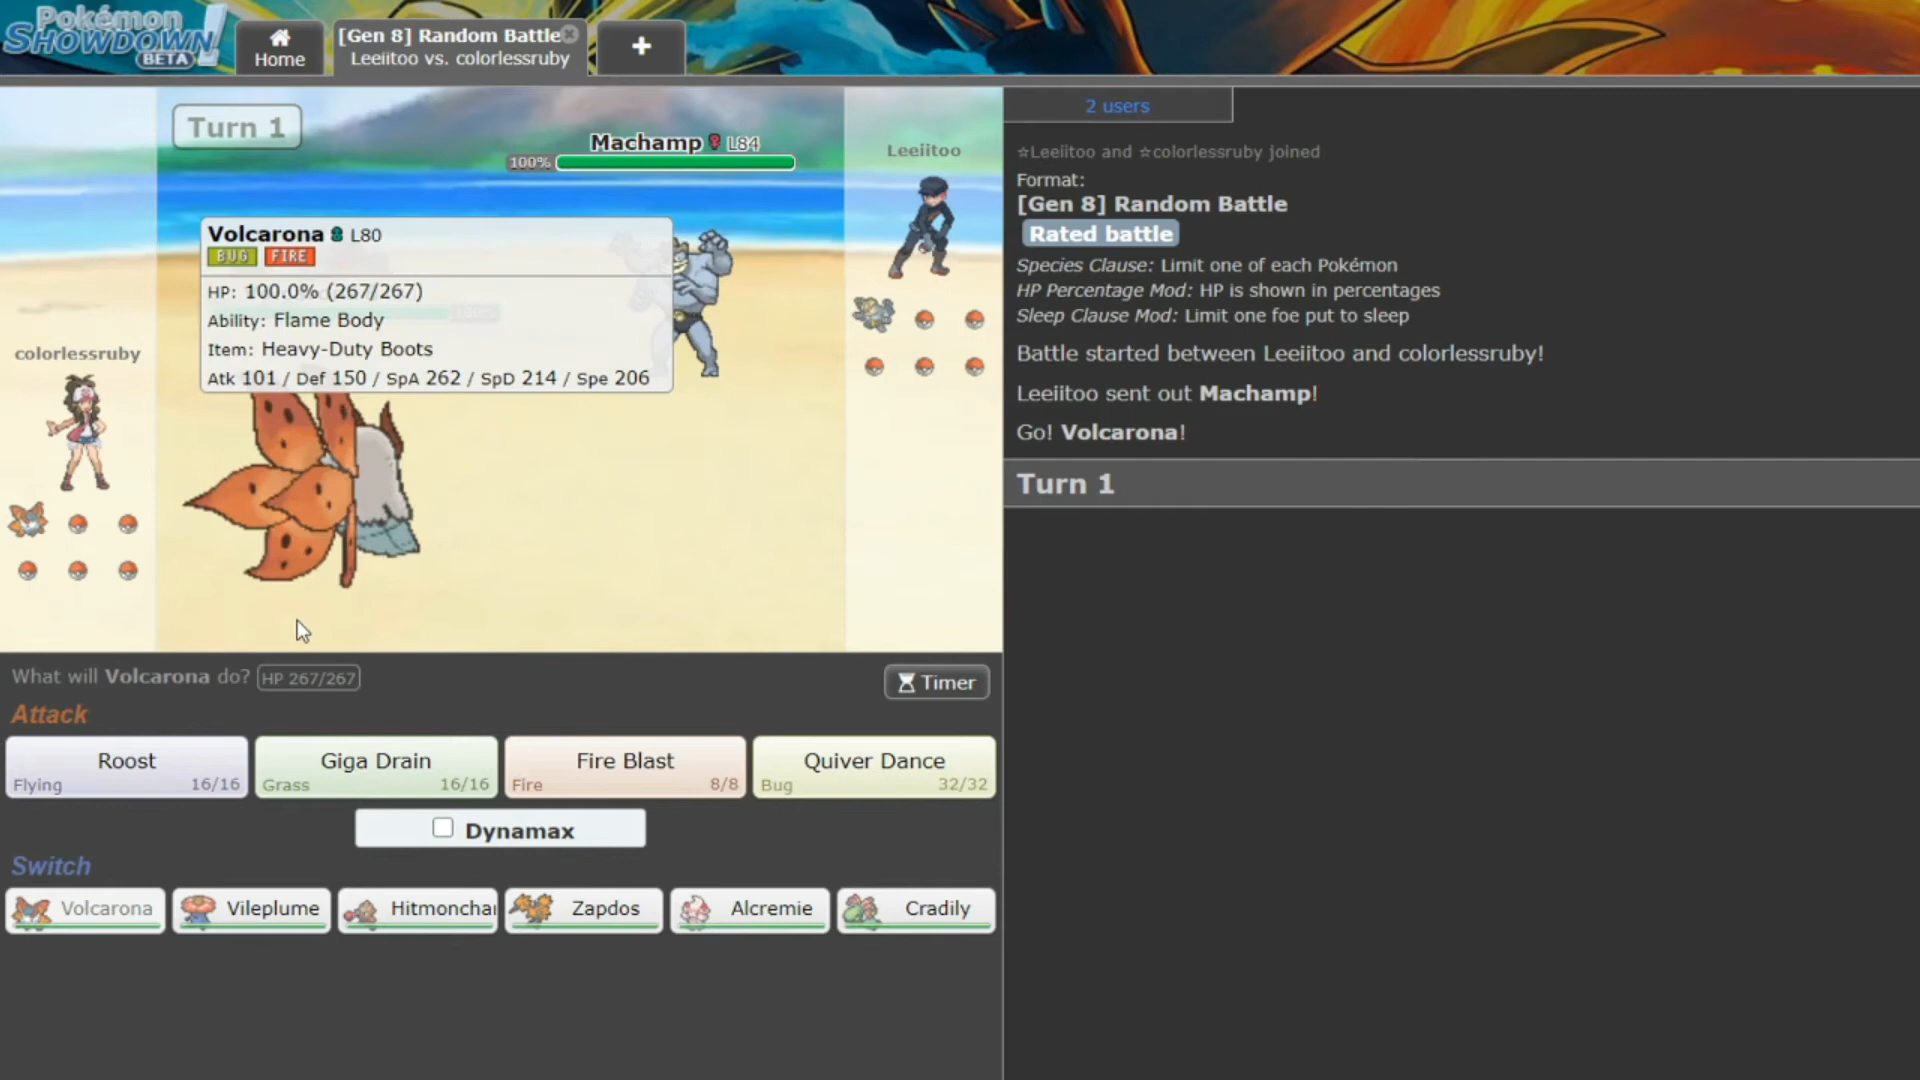 Pokémon
SHOWDOWN!
BETA
Home
[Gen 8] Random Battle
Leeiitoo vs. colorlessruby
Turn 1
Machamp L84
100%
Leeiitoo
Volcarona L80
BUG FIRE
HP: 100.0% (267/267)
Ability: Flame Body
Item: Heavy-Duty Boots
Atk 101 / Def 150 / SpA 262 / SpD 214 / Spe 206
colorlessruby
What will Volcarona do? HP 267/267
Timer
Attack
Roost
Flying 16/16
Giga Drain
Grass 16/16
Fire Blast
Fire 8/8
Quiver Dance
Bug 32/32
Dynamax
Switch
Volcarona
Vileplume
Hitmoncha
Zapdos
Alcremie
Cradily
2 users
☆Leeiitoo and ☆colorlessruby joined
Format:
[Gen 8] Random Battle
Rated battle
Species Clause: Limit one of each Pokémon
HP Percentage Mod: HP is shown in percentages
Sleep Clause Mod: Limit one foe put to sleep
Battle started between Leeiitoo and colorlessruby!
Leeiitoo sent out Machamp!
Go! Volcarona!
Turn 1